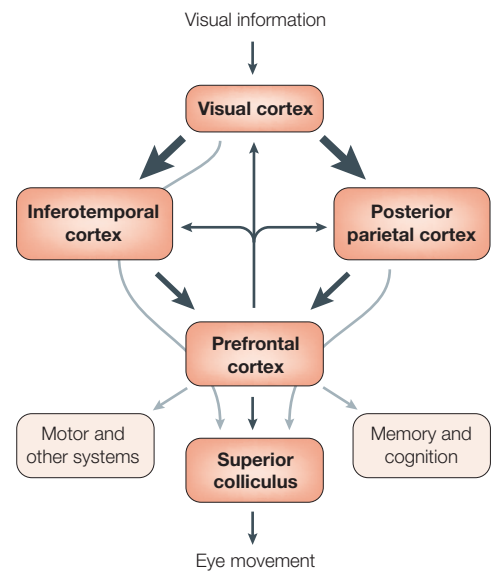 Visual information
Visual cortex
Inferotemporal
cortex
Posterior
parietal cortex
Prefrontal
cortex
Motor and
other systems
Superior
colliculus
Memory and
cognition
Eye movement